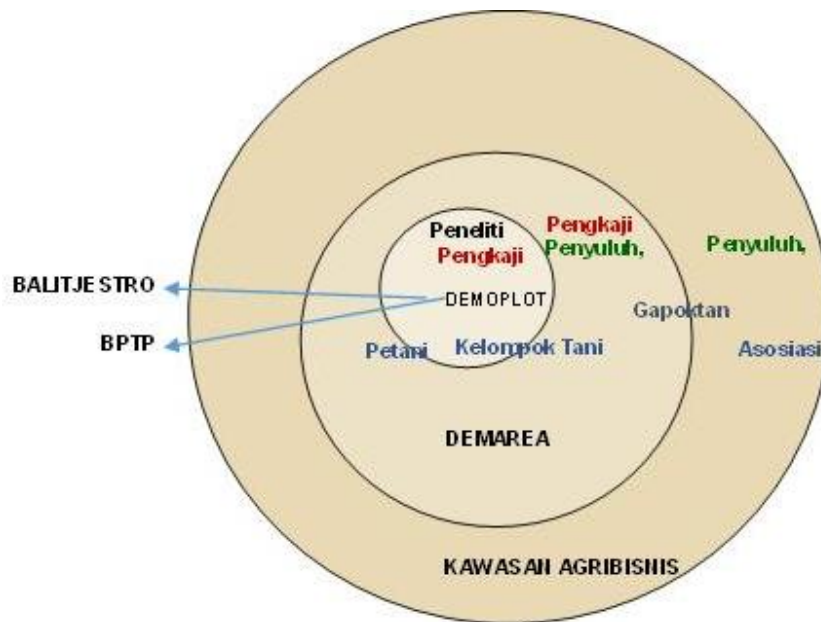 Peneliti
Pengkaji
Pengkaji
Penyuluh,
Penyuluh,
BALITJESTRO
DEMOPLOT
BPTP
Gapoktan
Petani
Kelompok Tani
Asosiasi
DEMAREA
KAWASAN AGRIBISNIS